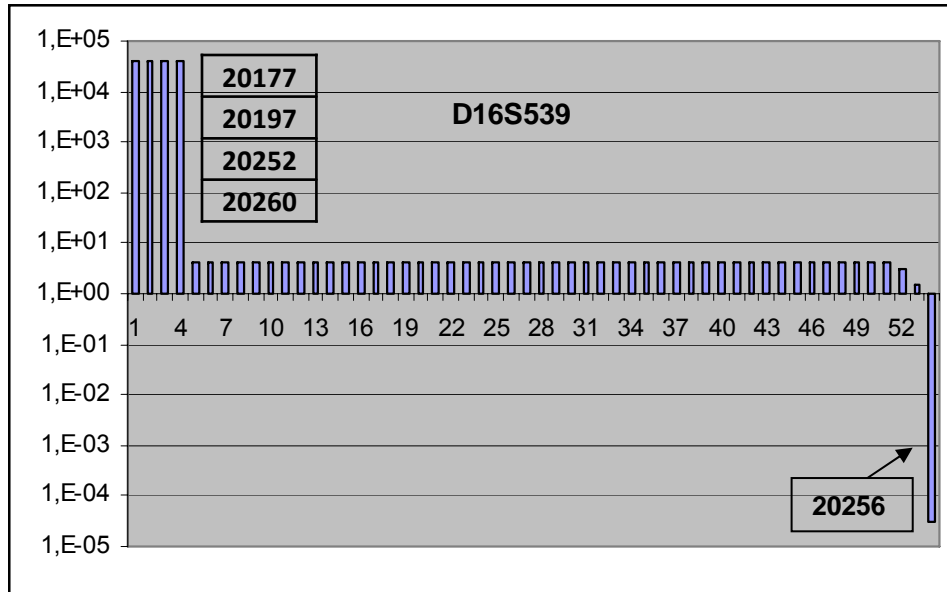 1,E+05
1,E+04
1,E+03
1,E+02
1,E+01
1,E+00
1,E-01
1,E-02
1,E-03
1,E-04
1,E-05
20177
20197
20252
20260
D16S539
1 4 7 10 13 16 19 22 25 28 31 34 37 40 43 46 49 52
20256